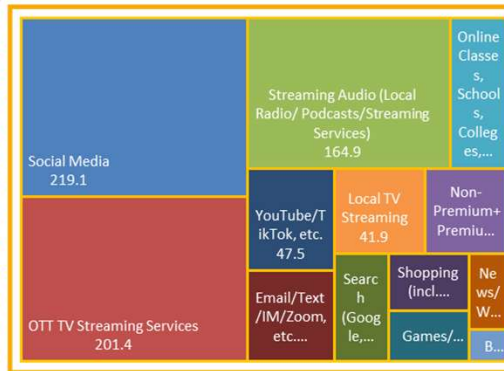 Social Media
219.1
OTT TV Streaming Services
201.4
Streaming Audio (Local
Radio/ Podcasts/Streaming
Services)
164.9
Online
Classe
s,
School
s,
Colleg
es,...
YouTube/T
ikTok, etc.
47.5
Local TV
Streaming
41.9
Non-
Premium+
Premiu...
Email/Text
/IM/Zoom,
etc....
Searc
h
(Goog
le,...
Shopping
(incl....
Games/...
Ne
ws/
W...
B...